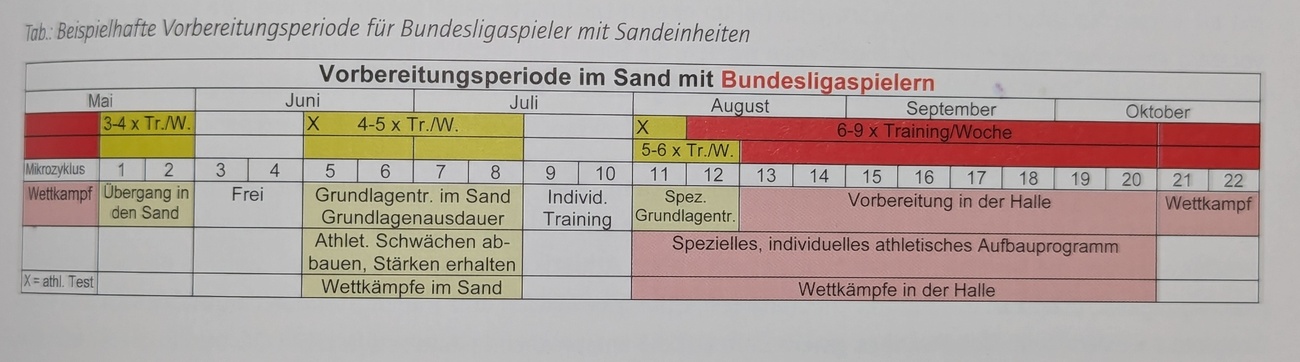 Tab.: Beispielhafte Vorbereitungsperiode für Bundesligaspieler mit Sandeinheiten
Vorbereitungsperiode im Sand mit Bundesligaspielern
Mai Juni Juli August September Oktober
3-4 x Tr./W. X 4-5 x Tr./W. X 6-9 x Training/Woche
5-6 x Tr./W.
Mikrozyklus 1 2 3 4 5 6 7 8 9 10 11 12 13 14 15 16 17 18 19 20 21 22
Wettkampf Übergang in Frei Grundlagentr. im Sand Individ. Spez. Vorbereitung in der Halle Wettkampf
den Sand Grundlagenausdauer Training Grundlagentr.
Athlet. Schwächen ab- Spezielles, individuelles athletisches Aufbauprogramm
bauen, Stärken erhalten
X = athl. Test Wettkämpfe im Sand Wettkämpfe in der Halle